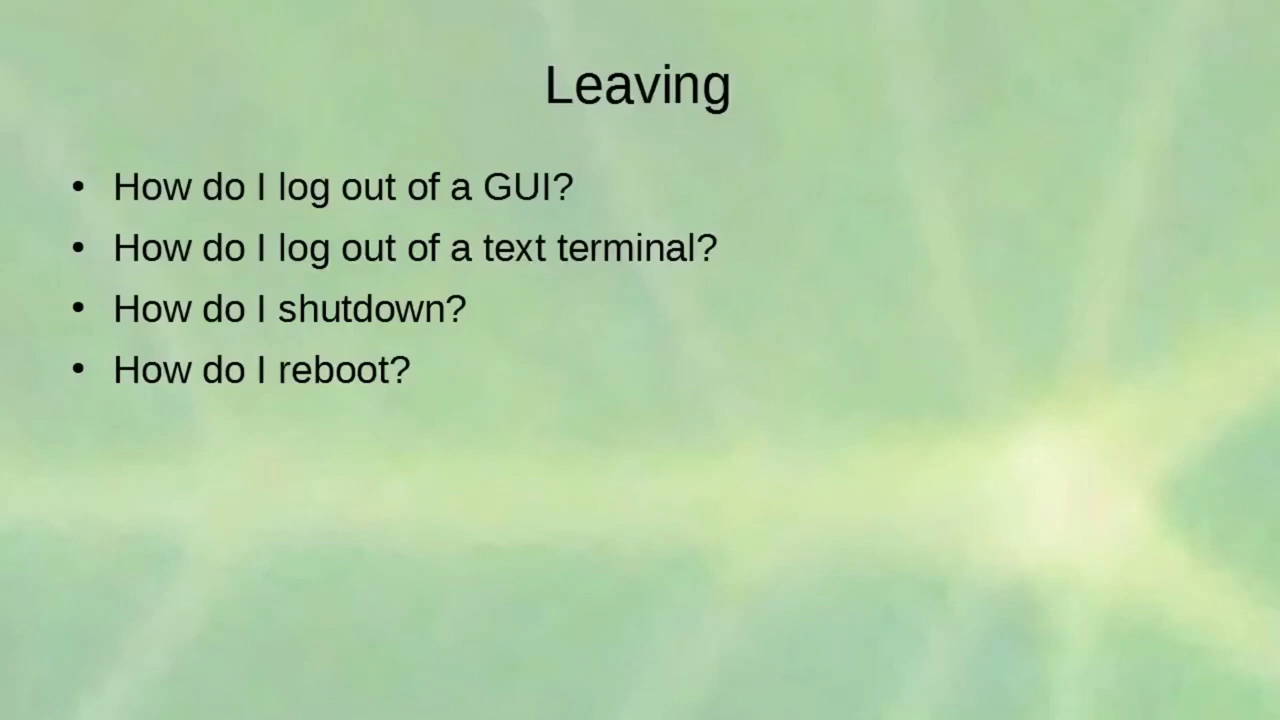 Leaving
• How do I log out of a GUI?
• How do I log out of a text terminal?
• How do I shutdown?
• How do I reboot?